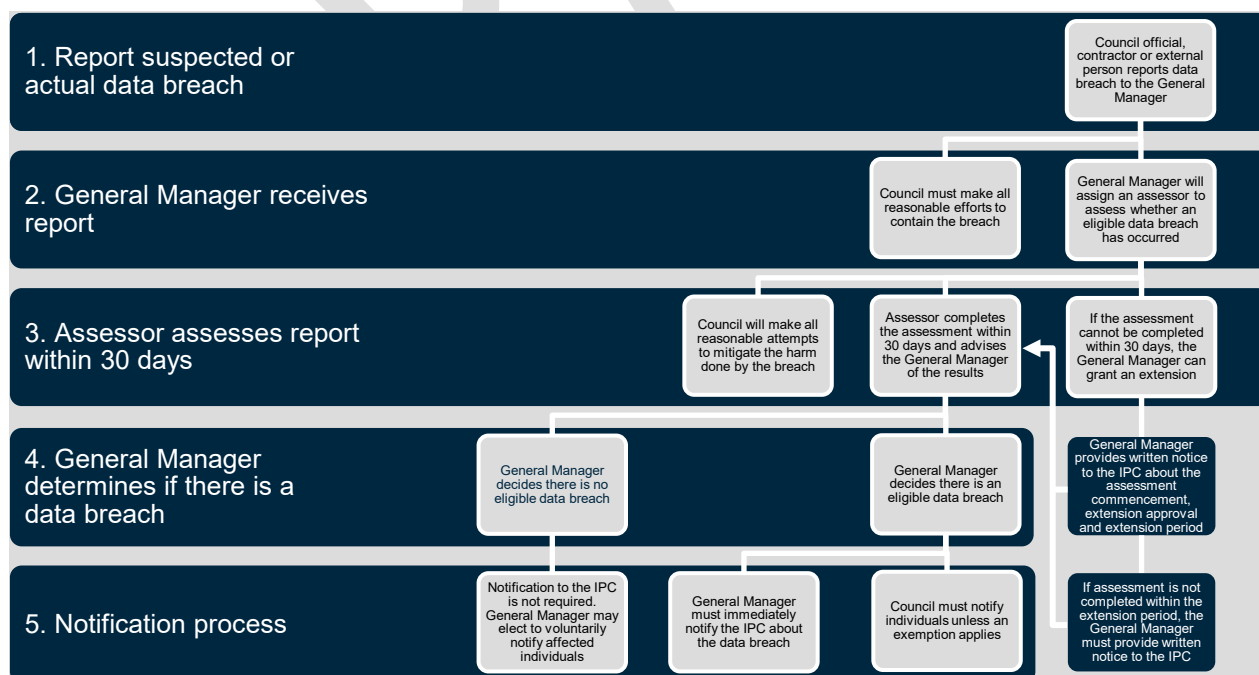 1. Report suspected or
actual data breach
Council official,
contractor or external
person reports data
breach to the General
Manager
2. General Manager receives
report
Council must make all
reasonable efforts to
contain the breach
General Manager will
assign an assessor to
assess whether an
eligible data breach
has occurred
3. Assessor assesses report
within 30 days
Council will make all
reasonable attempts
to mitigate the harm
done by the breach
Assessor completes
the assessment within
30 days and advises
the General Manager
of the results
If the assessment
cannot be completed
within 30 days, the
General Manager can
grant an extension
4. General Manager
determines if there is a
data breach
General Manager
decides there is no
eligible data breach
General Manager
decides there is an
eligible data breach
General Manager
provides written notice
to the IPC about the
assessment
commencement,
extension approval
and extension period
5. Notification process
Notification to the IPC
is not required.
General Manager may
elect to voluntarily
notify affected
individuals
General Manager
must immediately
notify the IPC about
the data breach
Council must notify
individuals unless an
exemption applies
If assessment is not
completed within the
extension period, the
General Manager
must provide written
notice to the IPC